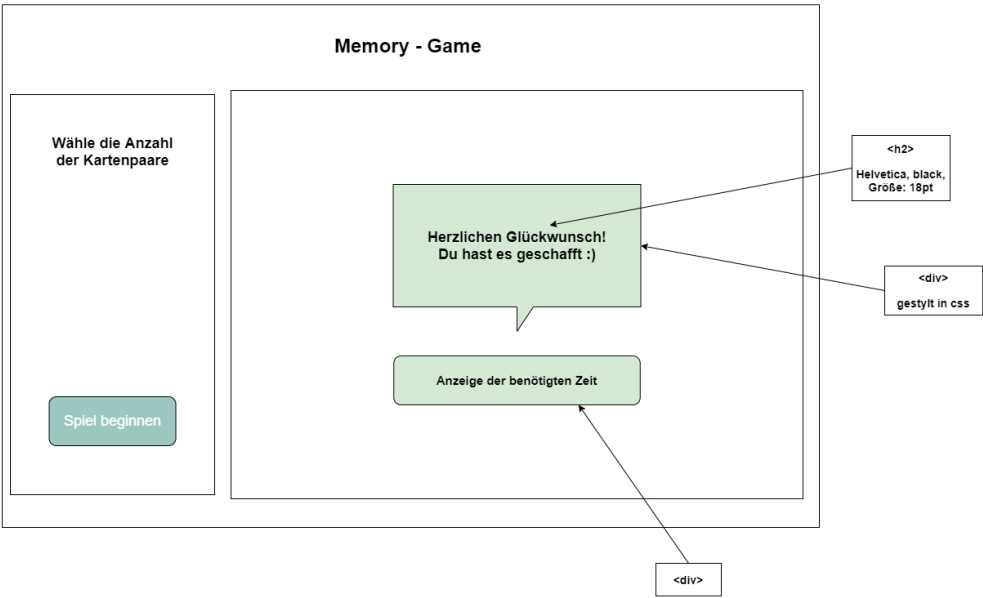 Memory - Game
Wähle die Anzahl
der Kartenpaare
Spiel beginnen
Herzlichen Glückwunsch!
Du hast es geschafft :)
Anzeige der benötigten Zeit
<h2>
Helvetica, black,
Größe: 18pt
<div>
gestylt in css
<div>